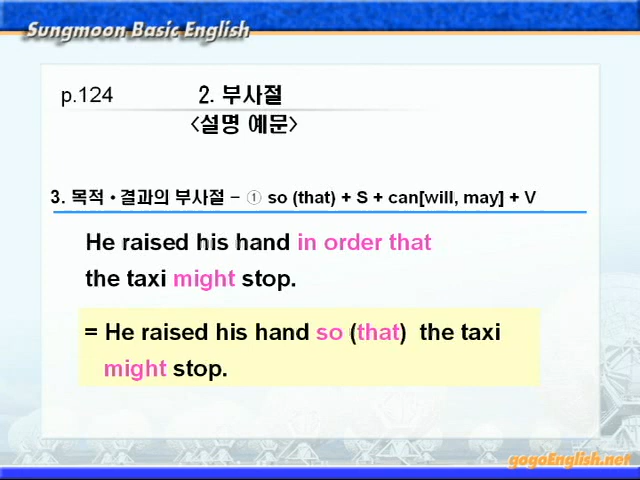 Sungmoon Basic English
p.124
2. 부사절
<설명 예문>
3. 목적 • 결과의 부사절 – ① so (that) + S + can[will, may] + V
He raised his hand in order that
the taxi might stop.
= He raised his hand so (that) the taxi
might stop.
gogoEnglish.net